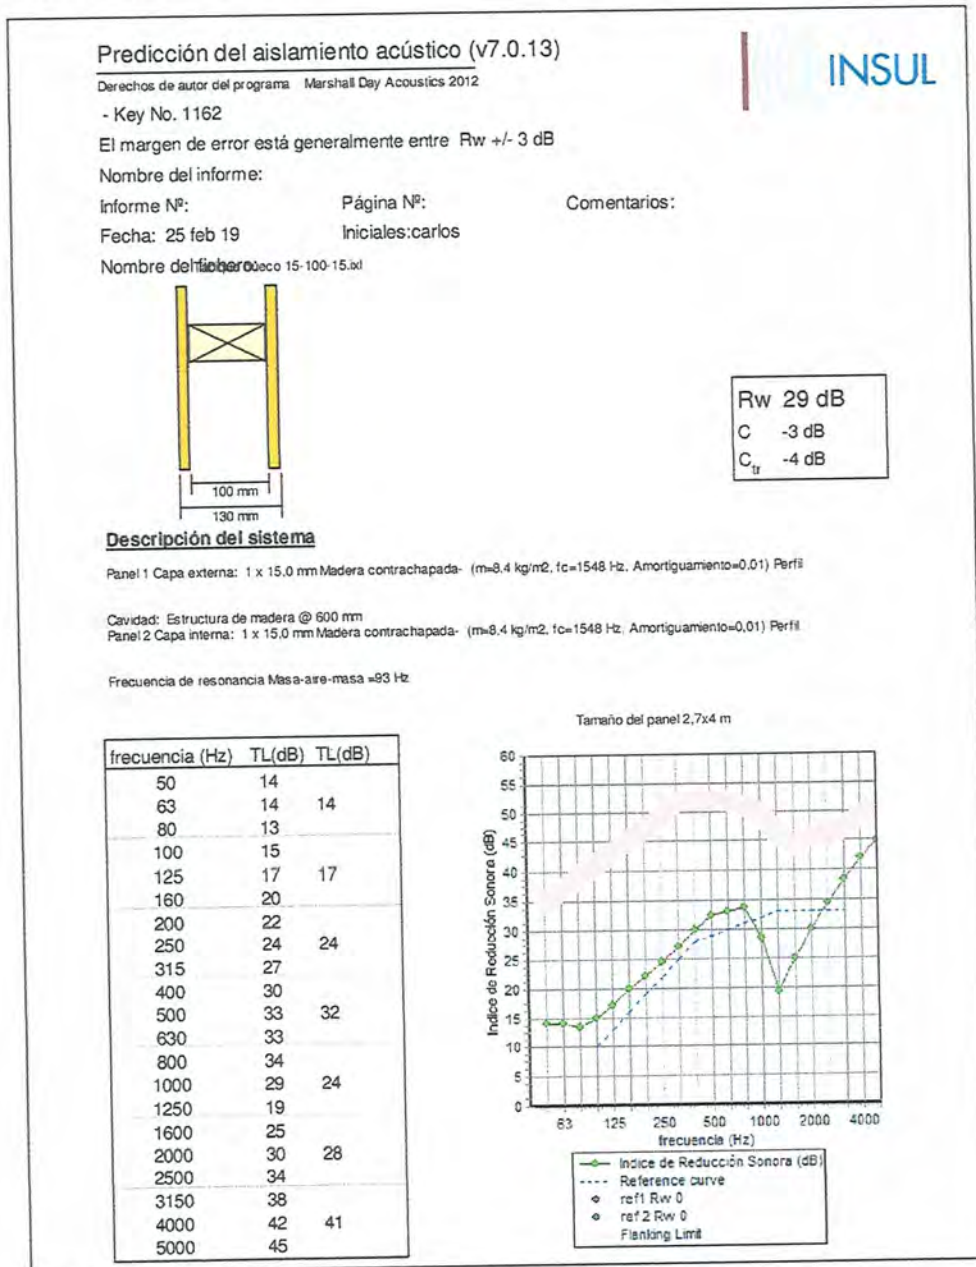 Predicción del aislamiento acústico (v7.0.13)
INSUL
Derechos de autor del programa Marshall Day Acoustics 2012
- Key No. 1162
El margen de error está generalmente entre Rw +/- 3 dB
Nombre del informe:
Informe Nº: Página Nº: Comentarios:
Fecha: 25 feb 19 Iniciales:carlos
Nombre del 15-100-15.ixl
Rw 29 dB
C -3 dB
Ctr -4 dB
100 mm
130 mm
Descripción del sistema
Panel 1 Capa externa: 1 x 15.0 mm Madera contrachapada- (m=8.4 kg/m2, fc=1548 Hz, Amortiguamiento=0.01) Perfil
Cavidad: Estructura de madera @ 600 mm
Panel 2 Capa interna: 1 x 15,0 mm Madera contrachapada- (m=8,4 kg/m2, fc=1548 Hz, Amortiguamiento=0,01) Perfil
Frecuencia de resonancia Masa-aire-masa =93 Hz
frecuencia (Hz) TL(dB) TL(dB)
50 14
63 14 14
80 13
100 15
125 17 17
160 20
200 22
250 24 24
315 27
400 30
500 33 32
630 33
800 34
1000 29 24
1250 19
1600 25
2000 30 28
2500 34
3150 38
4000 42 41
5000 45
Tamaño del panel 2,7x4 m
Indice de Reducción Sonora (dB)
60
55
50
45
40
35
30
25
20
15
10
5
0
63 125 250 500 1000 2000 4000
frecuencia (Hz)
Indice de Reducción Sonora (dB)
Reference curve
ref1 Rw 0
ref 2 Rw 0
Flanking Limit